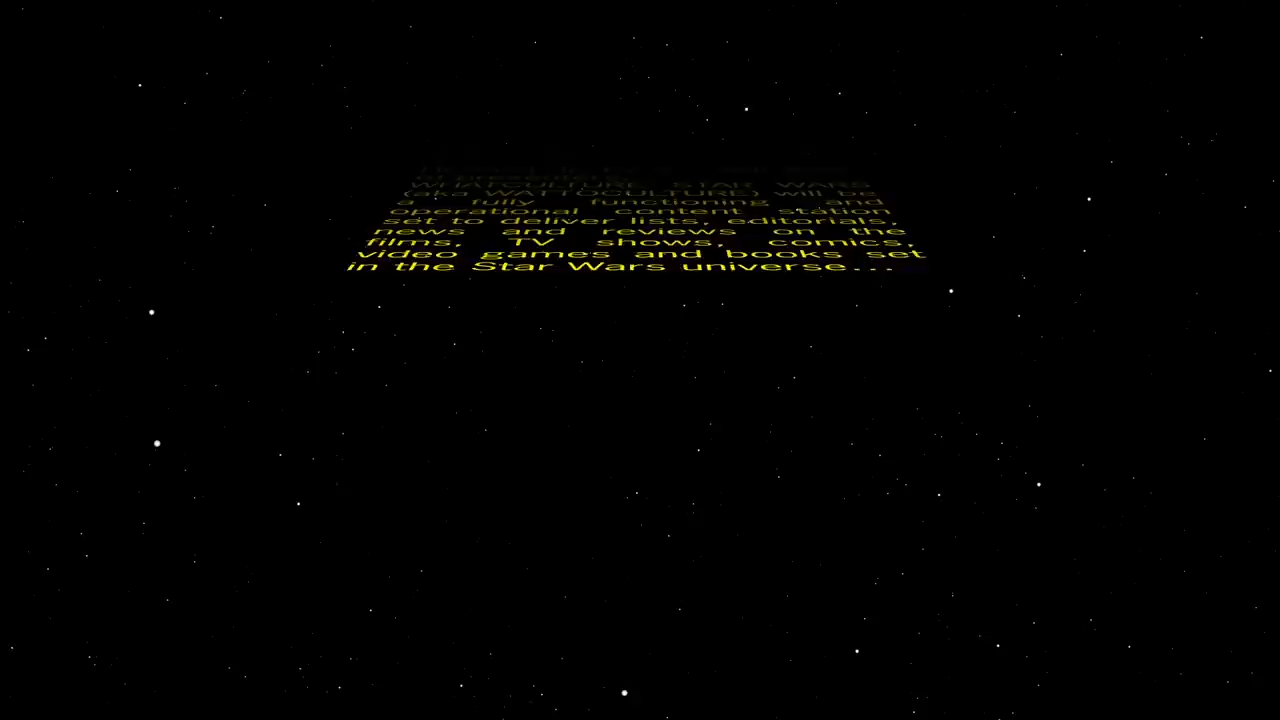 WHATCULTURE STAR WARS
(aka WATTOCULTURE) will be
a fully functioning and
operational content station
set to deliver lists, editorials,
news and reviews on the
films, TV shows, comics,
video games and books set
in the Star Wars universe...